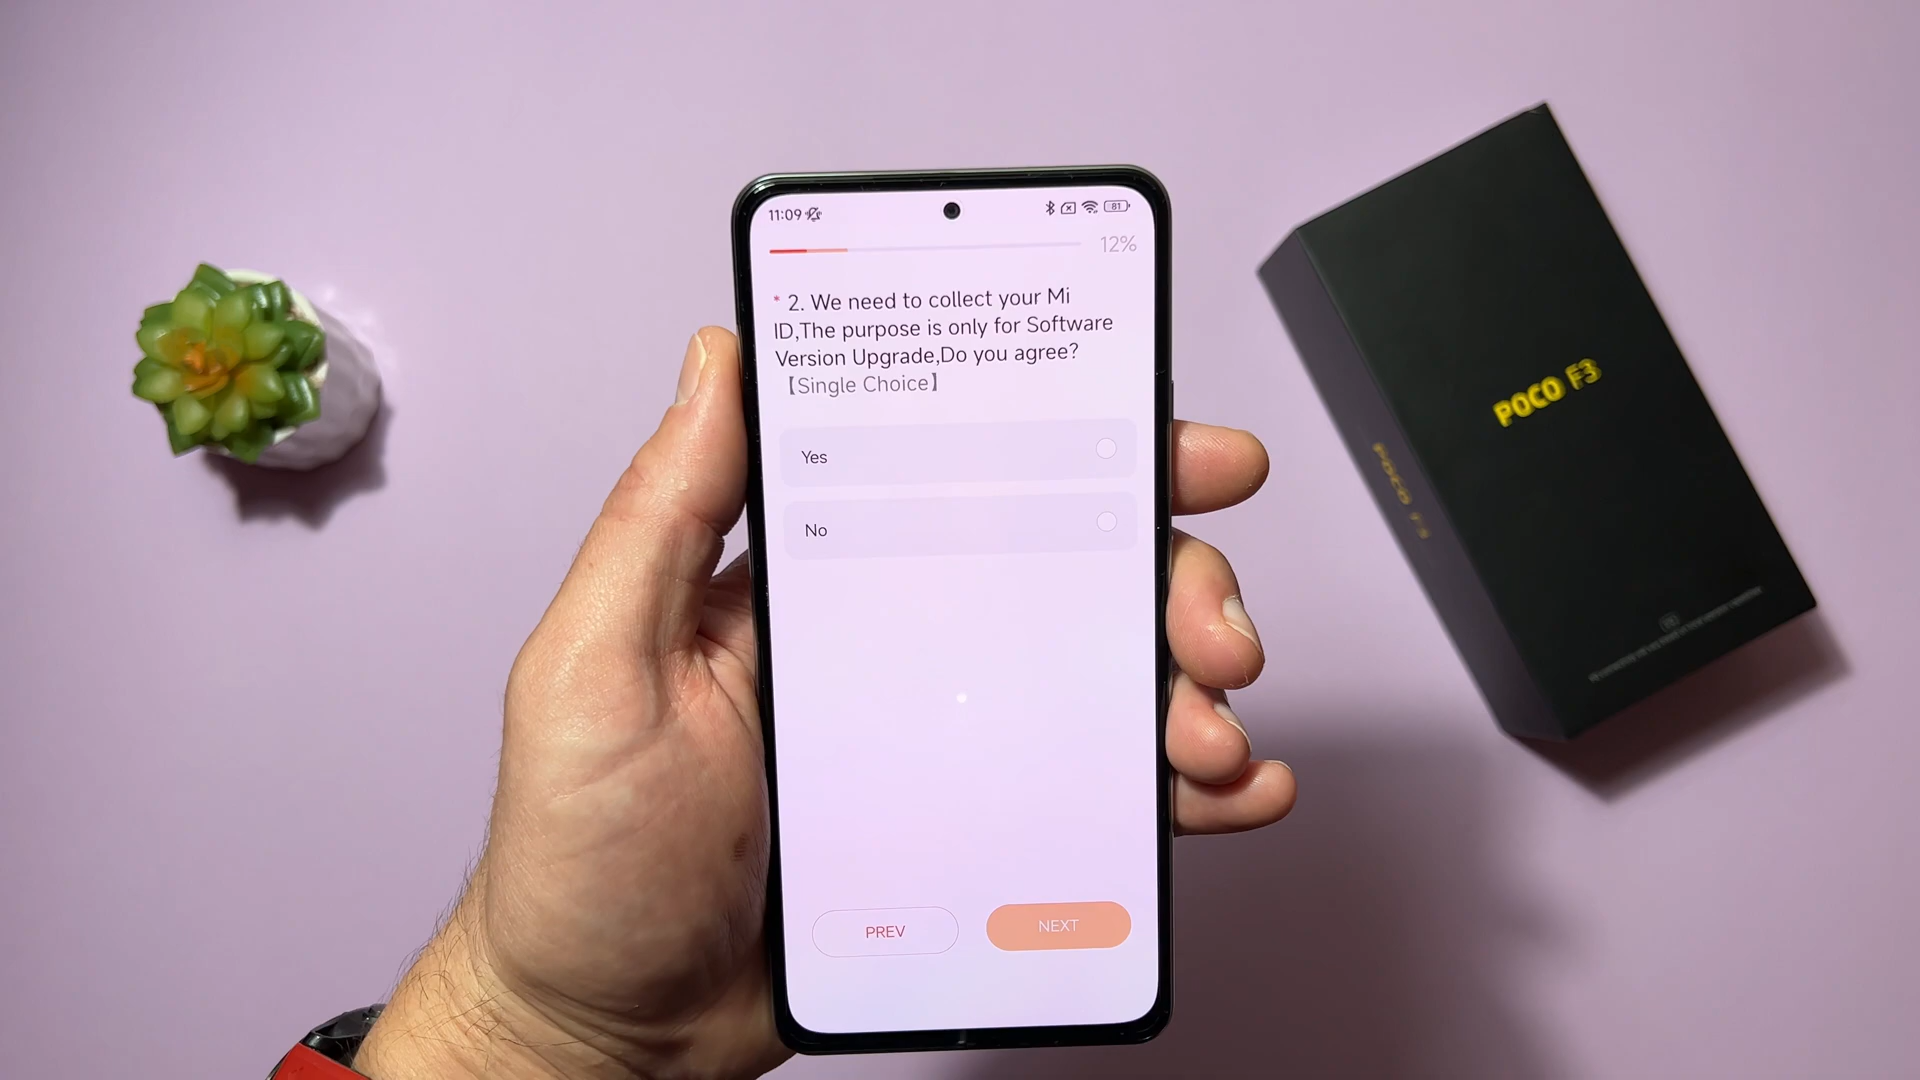 11:09
81
12%
* 2. We need to collect your Mi
ID,The purpose is only for Software
Version Upgrade,Do you agree?
【Single Choice】
Yes
No
PREV
NEXT
POCO F3
POCO F3